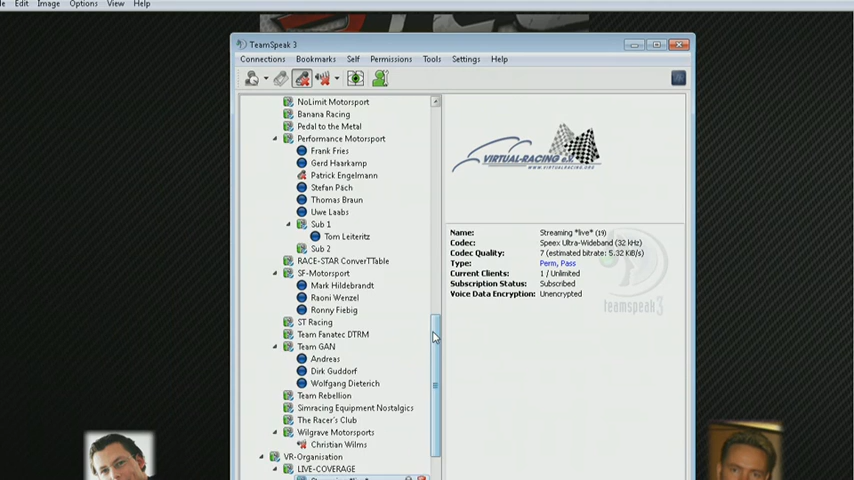 Edit Image Options View Help
TeamSpeak 3
Connections Bookmarks Self Permissions Tools Settings Help
NoLimit Motorsport
Banana Racing
Pedal to the Metal
Performance Motorsport
Frank Fries
Gerd Haarkamp
Patrick Engelmann
Stefan Päch
Thomas Braun
Uwe Laabs
Sub 1
Tom Leiteritz
Sub 2
RACE-STAR ConverTTable
SF-Motorsport
Mark Hildebrandt
Raoni Wenzel
Ronny Fiebig
ST Racing
Team Fanatec DTRM
Team GAN
Andreas
Dirk Guddorf
Wolfgang Dieterich
Team Rebellion
Simracing Equipment Nostalgics
The Racer's Club
Wilgrave Motorsports
Christian Wilms
VR-Organisation
LIVE-COVERAGE
VIRTUAL-RACING e.V.
WWW.VIRTUALRACING.ORG
Name: Streaming *live* (19)
Codec: Speex Ultra-Wideband (32 kHz)
Codec Quality: 7 (estimated bitrate: 5.32 KiB/s)
Type: Perm, Pass
Current Clients: 1 / Unlimited
Subscription Status: Subscribed
Voice Data Encryption: Unencrypted
teamspeak3